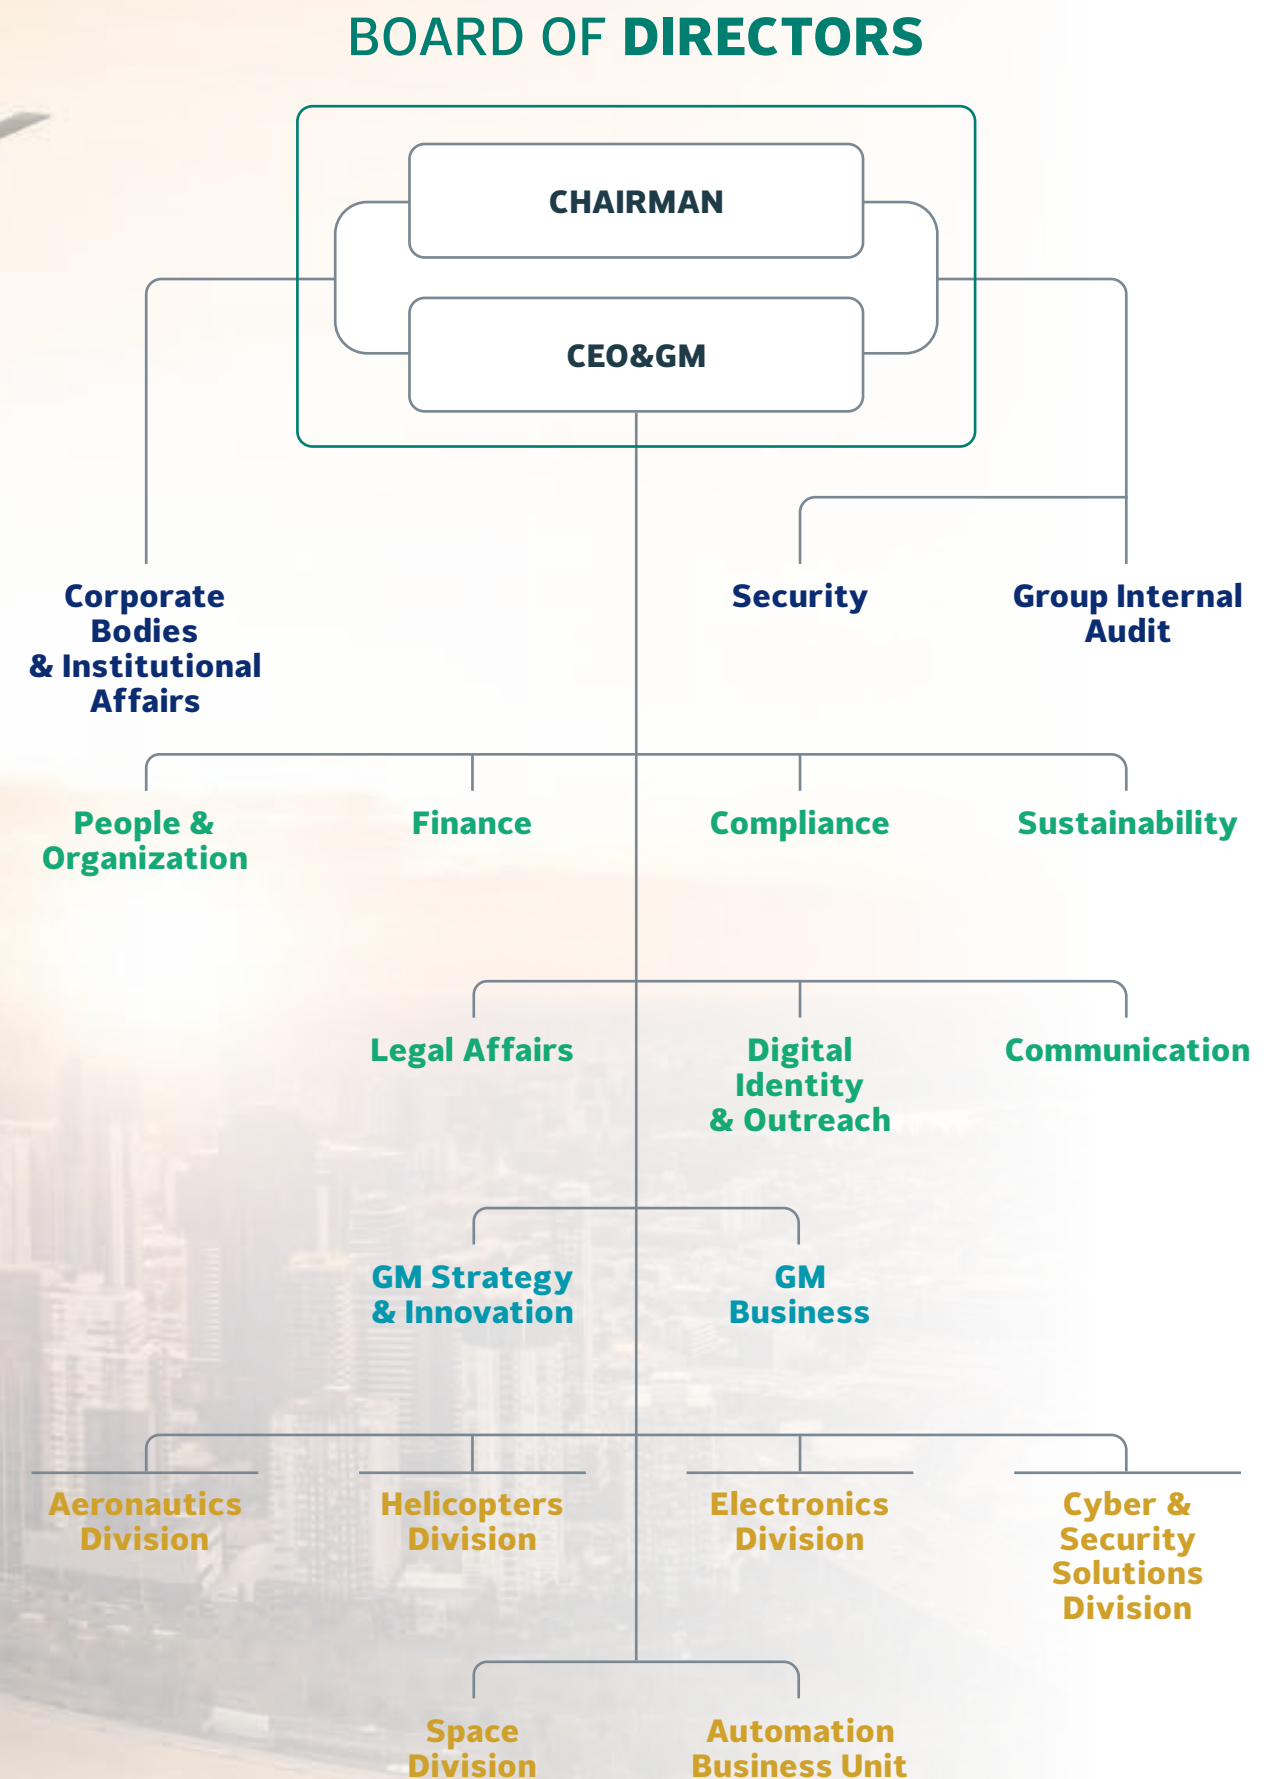 BOARD OF DIRECTORS
CHAIRMAN
CEO&GM
Corporate
Bodies
& Institutional
Affairs
Security
Group Internal
Audit
People &
Organization
Finance
Compliance
Sustainability
Legal Affairs
Digital
Identity
& Outreach
Communication
GM Strategy
& Innovation
GM
Business
Aeronautics
Division
Helicopters
Division
Electronics
Division
Cyber &
Security
Solutions
Division
Space
Division
Automation
Business Unit